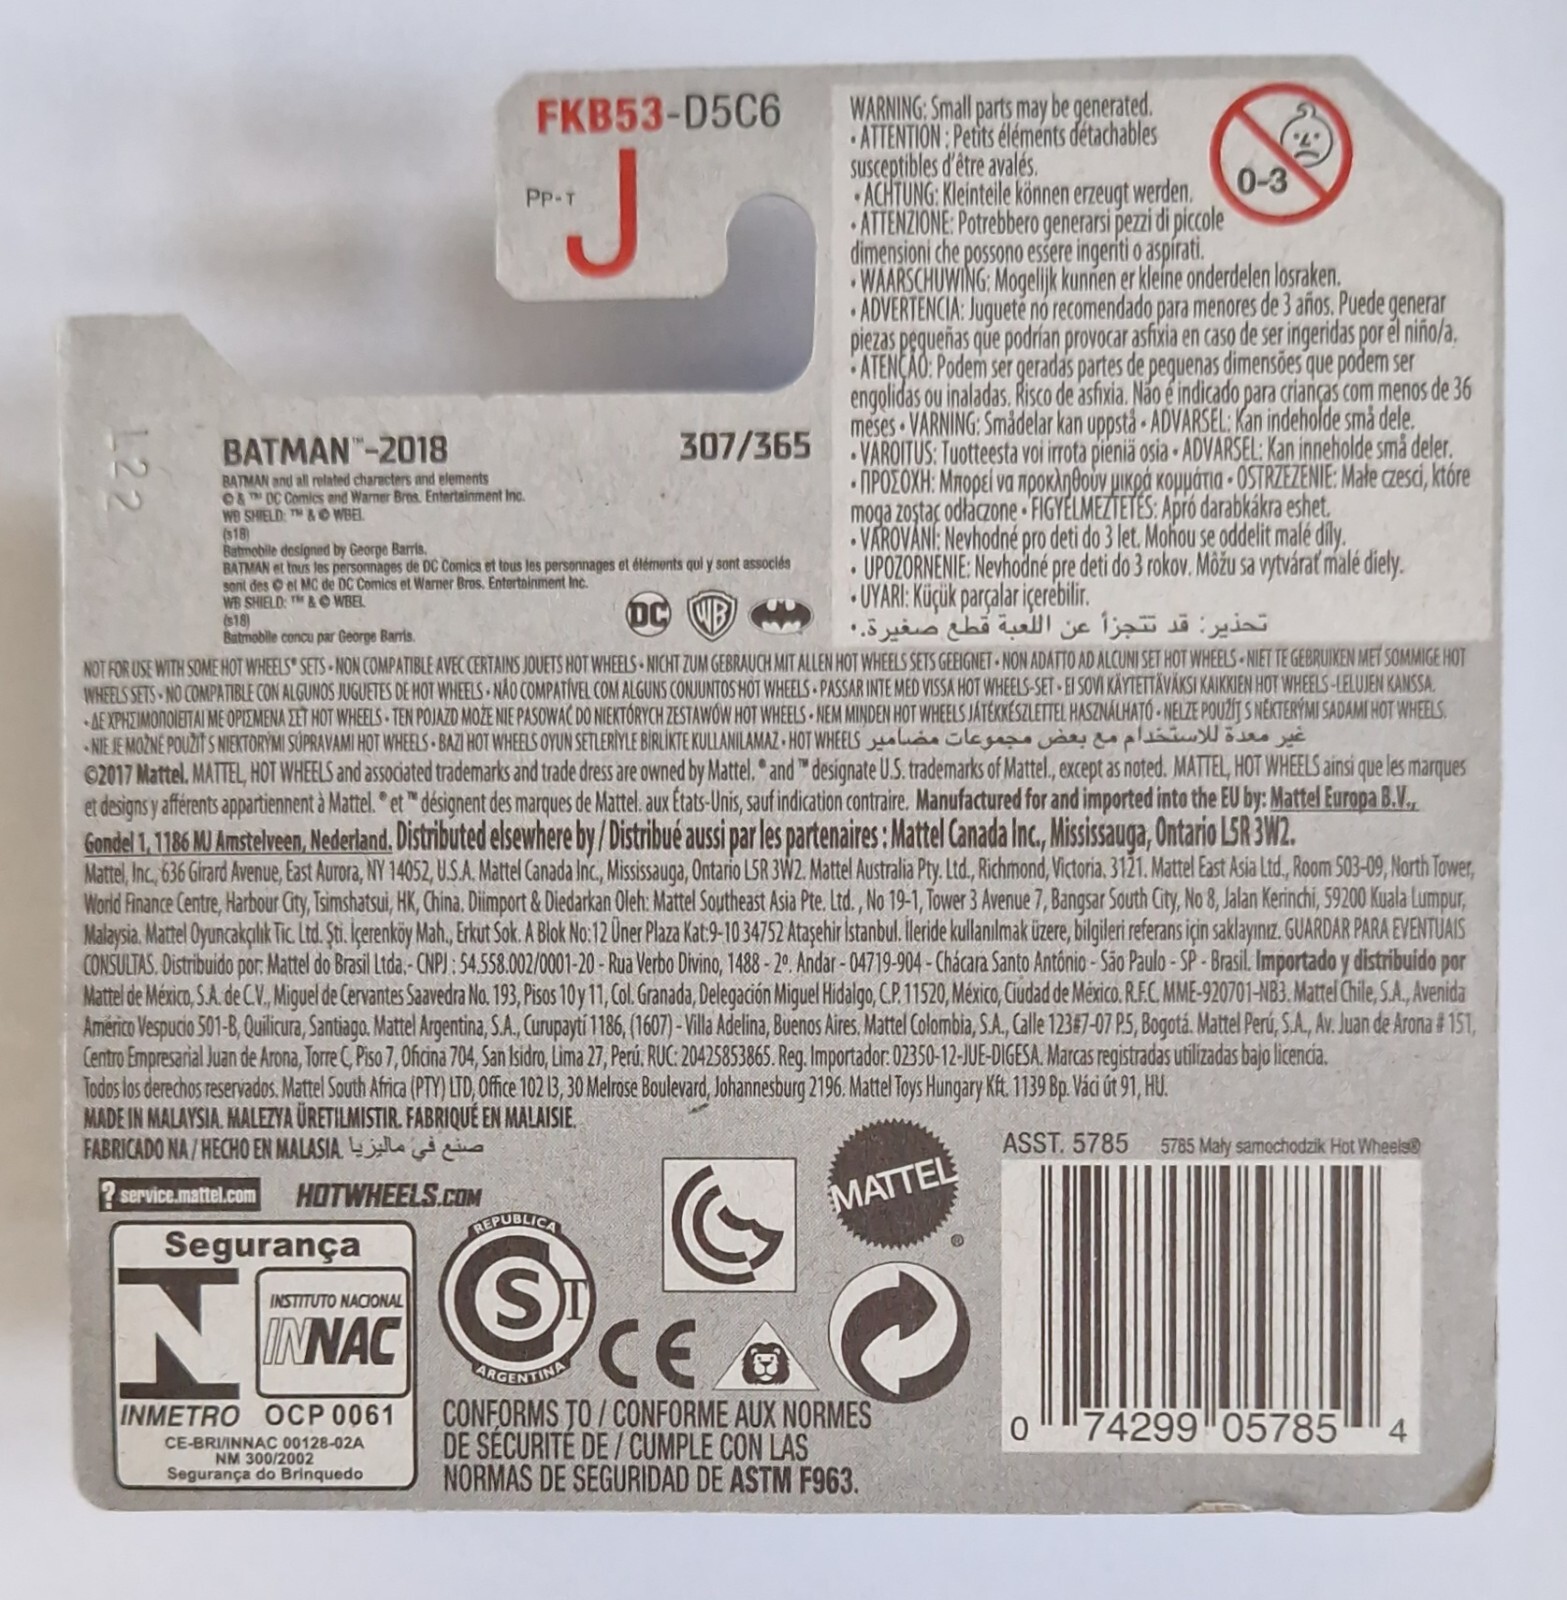 FKB53-D5C6
PP-T
J
WARNING: Small parts may be generated.
• ATTENTION : Petits éléments détachables
susceptibles d'être avalés.
• ACHTUNG: Kleinteile können erzeugt werden.
• ATTENZIONE: Potrebbero generarsi pezzi di piccole
dimensioni che possono essere ingeriti o aspirati.
• WAARSCHUWING: Mogelijk kunnen er kleine onderdelen losraken.
• ADVERTENCIA: Juguete no recomendado para menores de 3 años. Puede generar
piezas pequeñas que podrían provocar asfixia en caso de ser ingeridas por el niño/a.
• ATENÇÃO: Podem ser geradas partes de pequenas dimensões que podem ser
engolidas ou inaladas. Risco de asfixia. Não é indicado para crianças com menos de 36
meses • VARNING: Smådelar kan uppstå • ADVARSEL: Kan indeholde små dele.
• VAROITUS: Tuotteesta voi irrota pieniä osia • ADVARSEL: Kan inneholde små deler.
• ΠΡΟΣΟΧΗ: Μπορεί να προκληθούν μικρά κομμάτια • OSTRZEZENIE: Małe czesci, które
moga zostac odłaczone • FIGYELMEZTETÉS: Apró darabkákra eshet.
• VAROVÁNÍ: Nevhodné pro deti do 3 let. Mohou se oddelit malé díly.
• UPOZORNENIE: Nevhodné pre deti do 3 rokov. Môžu sa vytvárať malé diely.
• UYARI: Küçük parçalar içerebilir.
تحذير: قد تتجزأ عن اللعبة قطع صغيرة.•
0-3
L22
BATMAN™-2018 307/365
BATMAN and all related characters and elements
© & ™ DC Comics and Warner Bros. Entertainment Inc.
WB SHIELD: ™ & © WBEI.
(s18)
Batmobile designed by George Barris.
BATMAN et tous les personnages de DC Comics et tous les personnages et éléments qui y sont associés
sont des © et MC de DC Comics et Warner Bros. Entertainment Inc.
WB SHIELD: ™ & © WBEI.
(s18)
Batmobile concu par George Barris.
DC WB
NOT FOR USE WITH SOME HOT WHEELS® SETS • NON COMPATIBLE AVEC CERTAINS JOUETS HOT WHEELS • NICHT ZUM GEBRAUCH MIT ALLEN HOT WHEELS SETS GEEIGNET • NON ADATTO AD ALCUNI SET HOT WHEELS • NIET TE GEBRUIKEN MET SOMMIGE HOT
WHEELS SETS • NO COMPATIBLE CON ALGUNOS JUGUETES DE HOT WHEELS • NÃO COMPATÍVEL COM ALGUNS CONJUNTOS HOT WHEELS • PASSAR INTE MED VISSA HOT WHEELS-SET • EI SOVI KÄYTETTÄVÄKSI KAIKKIEN HOT WHEELS -LELUJEN KANSSA.
• ΔΕ ΧΡΗΣΙΜΟΠΟΙΕΙΤΑΙ ΜΕ ΟΡΙΣΜΕΝΑ ΣΕΤ HOT WHEELS • TEN POJAZD MOŻE NIE PASOWAĆ DO NIEKTÓRYCH ZESTAWÓW HOT WHEELS • NEM MINDEN HOT WHEELS JÁTÉKKÉSZLETTEL HASZNÁLHATÓ • NELZE POUŽÍT S NĚKTERÝMI SADAMI HOT WHEELS.
• NIE JE MOŽNÉ POUŽIŤ S NIEKTORÝMI SÚPRAVAMI HOT WHEELS • BAZI HOT WHEELS OYUN SETLERİYLE BİRLİKTE KULLANILAMAZ • HOT WHEELS غير معدة للاستخدام مع بعض مجموعات مضامير
©2017 Mattel. MATTEL, HOT WHEELS and associated trademarks and trade dress are owned by Mattel. ® and ™ designate U.S. trademarks of Mattel., except as noted. MATTEL, HOT WHEELS ainsi que les marques
et designs y afférents appartiennent à Mattel. ® et ™ désignent des marques de Mattel. aux États-Unis, sauf indication contraire. Manufactured for and imported into the EU by: Mattel Europa B.V.,
Gondel 1, 1186 MJ Amstelveen, Nederland. Distributed elsewhere by / Distribué aussi par les partenaires : Mattel Canada Inc., Mississauga, Ontario L5R 3W2.
Mattel, Inc., 636 Girard Avenue, East Aurora, NY 14052, U.S.A. Mattel Canada Inc., Mississauga, Ontario L5R 3W2. Mattel Australia Pty. Ltd., Richmond, Victoria. 3121. Mattel East Asia Ltd., Room 503-09, North Tower,
World Finance Centre, Harbour City, Tsimshatsui, HK, China. Diimport & Diedarkan Oleh: Mattel Southeast Asia Pte. Ltd., No 19-1, Tower 3 Avenue 7, Bangsar South City, No 8, Jalan Kerinchi, 59200 Kuala Lumpur,
Malaysia. Mattel Oyuncakçılık Tic. Ltd. Şti. İçerenköy Mah., Erkut Sok. A Blok No:12 Üner Plaza Kat:9-10 34752 Ataşehir İstanbul. İleride kullanılmak üzere, bilgileri referans için saklayınız. GUARDAR PARA EVENTUAIS
CONSULTAS. Distribuido por: Mattel do Brasil Ltda.- CNPJ : 54.558.002/0001-20 - Rua Verbo Divino, 1488 - 2º. Andar - 04719-904 - Chácara Santo Antônio - São Paulo - SP - Brasil. Importado y distribuido por
Mattel de México, S.A. de C.V., Miguel de Cervantes Saavedra No. 193, Pisos 10 y 11, Col. Granada, Delegación Miguel Hidalgo, C.P. 11520, México, Ciudad de México. R.F.C. MME-920701-NB3. Mattel Chile, S.A., Avenida
Américo Vespucio 501-B, Quilicura, Santiago. Mattel Argentina, S.A., Curupaytí 1186, (1607) - Villa Adelina, Buenos Aires. Mattel Colombia, S.A., Calle 123#7-07 P.5, Bogotá. Mattel Perú, S.A., Av. Juan de Arona # 151,
Centro Empresarial Juan de Arona, Torre C, Piso 7, Oficina 704, San Isidro, Lima 27, Perú. RUC: 20425853865. Reg. Importador: 02350-12-JUE-DIGESA. Marcas registradas utilizadas bajo licencia.
Todos los derechos reservados. Mattel South Africa (PTY) LTD, Office 102 I3, 30 Melrose Boulevard, Johannesburg 2196. Mattel Toys Hungary Kft. 1139 Bp. Váci út 91, HU.
MADE IN MALAYSIA. MALEZYA ÜRETILMISTIR. FABRIQUÉ EN MALAISIE.
FABRICADO NA / HECHO EN MALASIA. صنع في ماليزيا
? service.mattel.com HOTWHEELS.COM
MATTEL®
ASST. 5785 5785 Mały samochodzik Hot Wheels®
Segurança
INSTITUTO NACIONAL
INNAC
INMETRO OCP 0061
CE-BRI/INNAC 00128-02A
NM 300/2002
Segurança do Brinquedo
REPUBLICA
S T
ARGENTINA
CE
CONFORMS TO / CONFORME AUX NORMES
DE SÉCURITÉ DE / CUMPLE CON LAS
NORMAS DE SEGURIDAD DE ASTM F963.
0 74299 05785 4